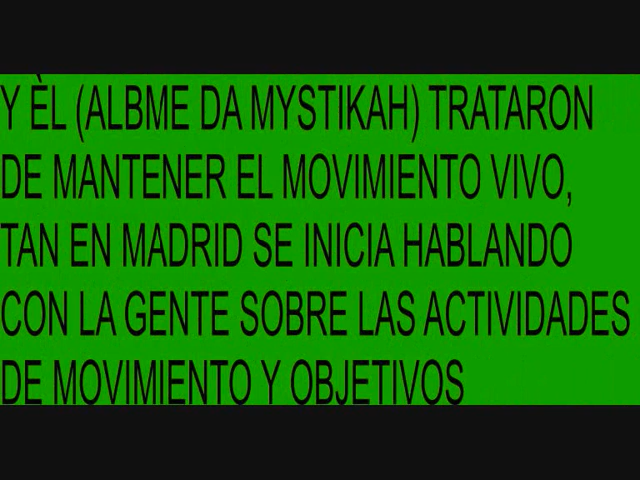 Y ÈL (ALBME DA MYSTIKAH) TRATARON
DE MANTENER EL MOVIMIENTO VIVO,
TAN EN MADRID SE INICIA HABLANDO
CON LA GENTE SOBRE LAS ACTIVIDADES
DE MOVIMIENTO Y OBJETIVOS